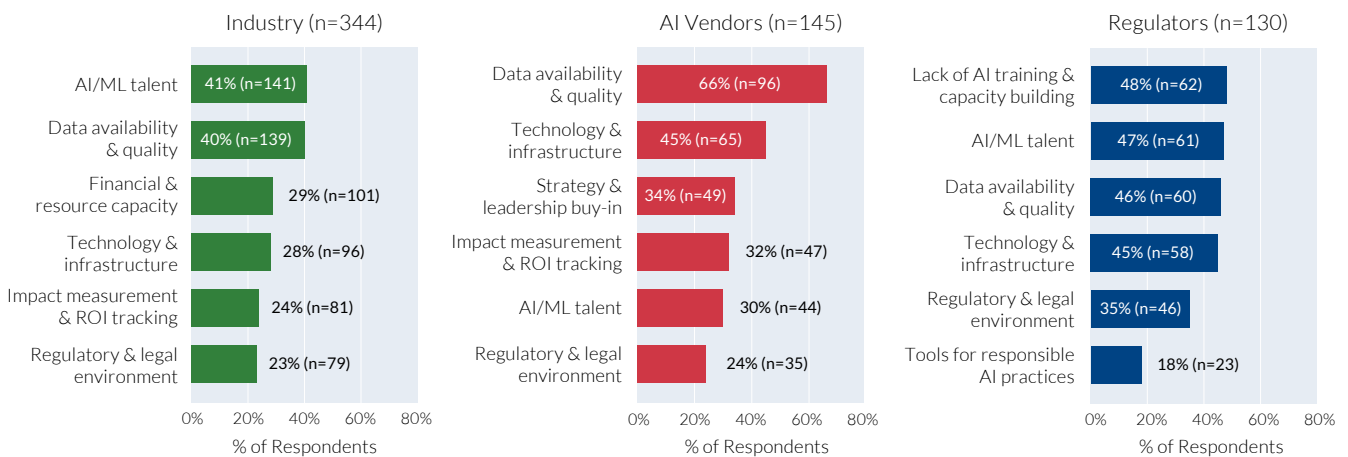 Industry (n=344)
AI/ML talent
41% (n=141)
Data availability
& quality
40% (n=139)
Financial &
resource capacity
29% (n=101)
Technology &
infrastructure
28% (n=96)
Impact measurement
& ROI tracking
24% (n=81)
Regulatory & legal
environment
23% (n=79)
0% 20% 40% 60% 80%
% of Respondents
AI Vendors (n=145)
Data availability
& quality
66% (n=96)
Technology &
infrastructure
45% (n=65)
Strategy &
leadership buy-in
34% (n=49)
Impact measurement
& ROI tracking
32% (n=47)
AI/ML talent
30% (n=44)
Regulatory & legal
environment
24% (n=35)
0% 20% 40% 60% 80%
% of Respondents
Regulators (n=130)
Lack of AI training &
capacity building
48% (n=62)
AI/ML talent
47% (n=61)
Data availability
& quality
46% (n=60)
Technology &
infrastructure
45% (n=58)
Regulatory & legal
environment
35% (n=46)
Tools for responsible
AI practices
18% (n=23)
0% 20% 40% 60% 80%
% of Respondents